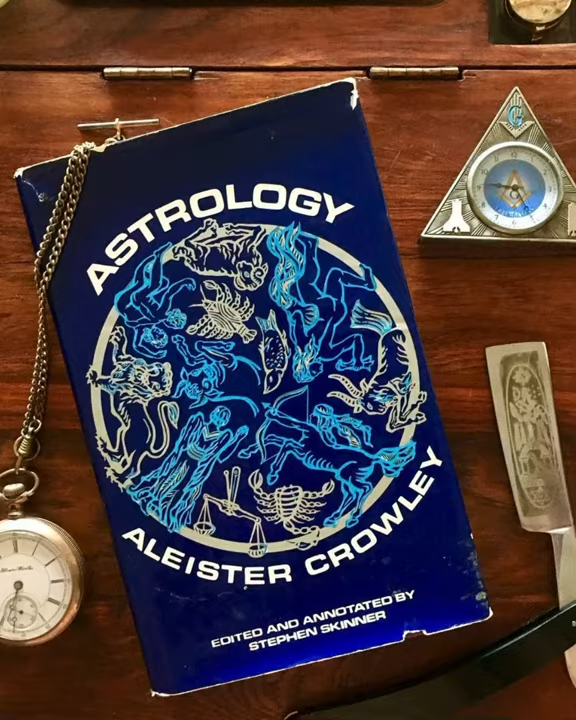 ASTROLOGY
ALEISTER CROWLEY
EDITED AND ANNOTATED BY
STEPHEN SKINNER
G